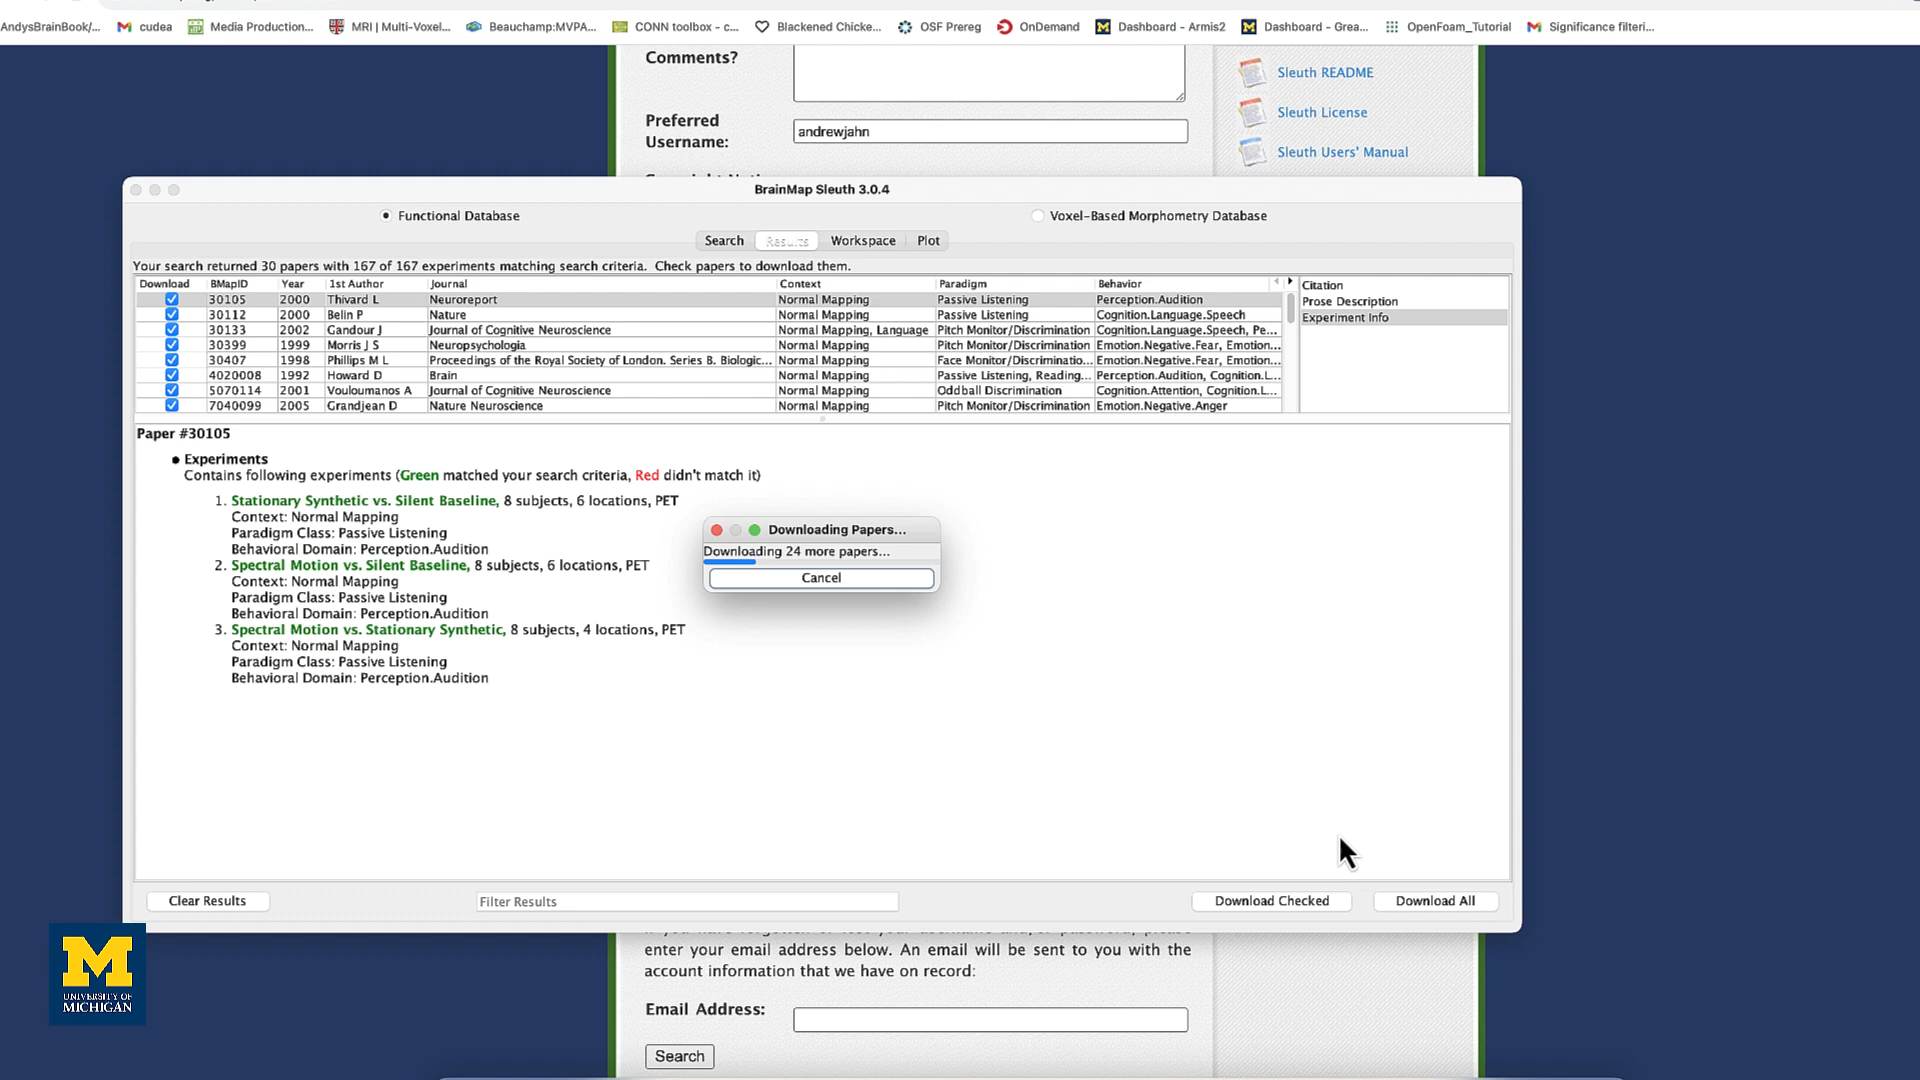 AndysBrainBook/...
cudea
Media Production...
MRI | Multi-Voxel...
Beauchamp:MVPA...
CONN toolbox - c...
Blackened Chicke...
OSF Prereg
OnDemand
Dashboard - Armis2
Dashboard - Grea...
OpenFoam_Tutorial
Significance filteri...
Comments?
Sleuth README
Sleuth License
Preferred
Username:
andrewjahn
Sleuth Users' Manual
BrainMap Sleuth 3.0.4
Functional Database
Voxel-Based Morphometry Database
Search Results Workspace Plot
Your search returned 30 papers with 167 of 167 experiments matching search criteria. Check papers to download them.
Download BMapID Year 1st Author Journal Context Paradigm Behavior
30105 2000 Thivard L Neuroreport Normal Mapping Passive Listening Perception.Audition
30112 2000 Belin P Nature Normal Mapping Passive Listening Cognition.Language.Speech
30133 2002 Gandour J Journal of Cognitive Neuroscience Normal Mapping, Language Pitch Monitor/Discrimination Cognition.Language.Speech, Pe...
30399 1999 Morris J S Neuropsychologia Normal Mapping Pitch Monitor/Discrimination Emotion.Negative.Fear, Emotion...
30407 1998 Phillips M L Proceedings of the Royal Society of London. Series B. Biologic... Normal Mapping Face Monitor/Discriminatio... Emotion.Negative.Fear, Emotion...
4020008 1992 Howard D Brain Normal Mapping Passive Listening, Reading... Perception.Audition, Cognition.L...
5070114 2001 Vouloumanos A Journal of Cognitive Neuroscience Normal Mapping Oddball Discrimination Cognition.Attention, Cognition.L...
7040099 2005 Grandjean D Nature Neuroscience Normal Mapping Pitch Monitor/Discrimination Emotion.Negative.Anger
Citation
Prose Description
Experiment Info
Paper #30105
Experiments
Contains following experiments (Green matched your search criteria, Red didn't match it)
1. Stationary Synthetic vs. Silent Baseline, 8 subjects, 6 locations, PET
Context: Normal Mapping
Paradigm Class: Passive Listening
Behavioral Domain: Perception.Audition
2. Spectral Motion vs. Silent Baseline, 8 subjects, 6 locations, PET
Context: Normal Mapping
Paradigm Class: Passive Listening
Behavioral Domain: Perception.Audition
3. Spectral Motion vs. Stationary Synthetic, 8 subjects, 4 locations, PET
Context: Normal Mapping
Paradigm Class: Passive Listening
Behavioral Domain: Perception.Audition
Downloading Papers...
Downloading 24 more papers...
Cancel
Clear Results
Filter Results
Download Checked
Download All
enter your email address below. An email will be sent to you with the
account information that we have on record:
Email Address:
Search
M
UNIVERSITY OF
MICHIGAN